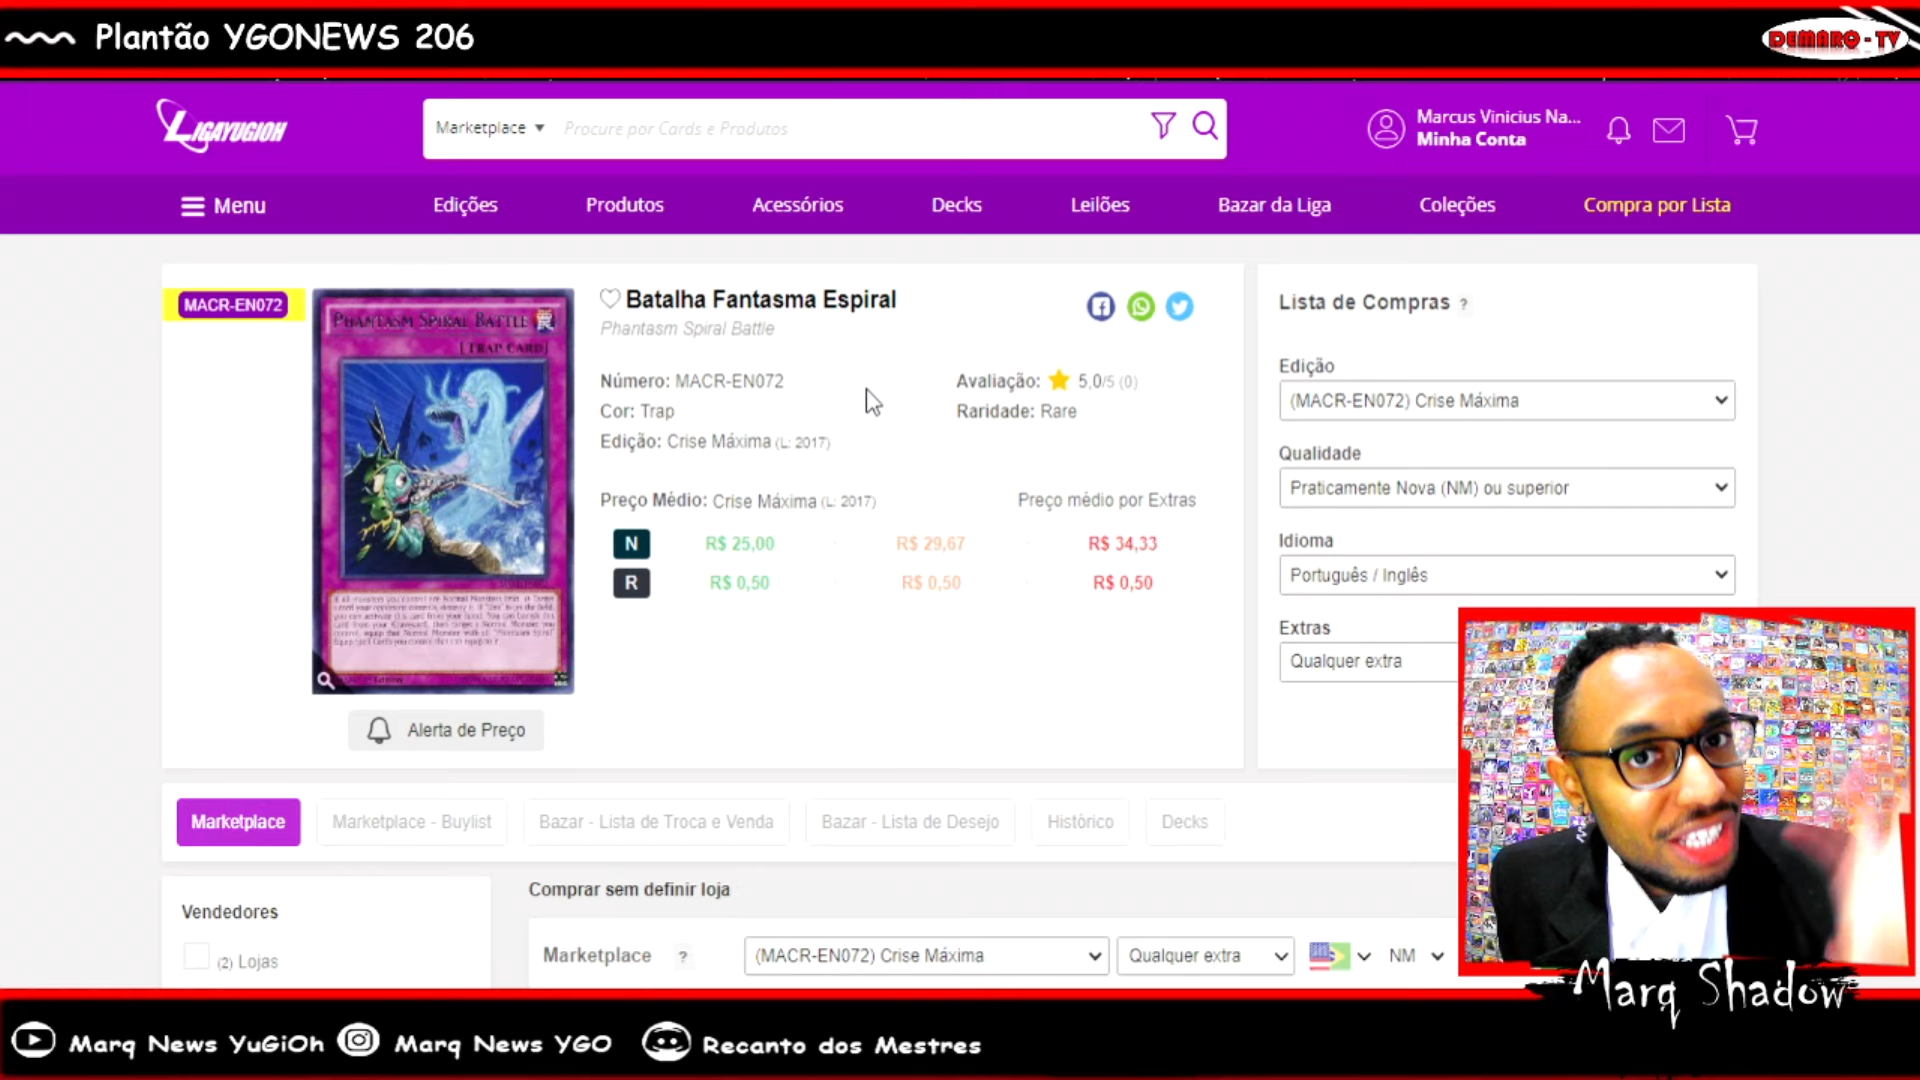 Plantão YGONEWS 206
DEMARQ - TV
LIGAYUGIOH
Marketplace
Procure por Cards e Produtos
Marcus Vinicius Na...
Minha Conta
Menu
Edições
Produtos
Acessórios
Decks
Leilões
Bazar da Liga
Coleções
Compra por Lista
MACR-EN072
PHANTASM SPIRAL BATTLE
[TRAP CARD]
Batalha Fantasma Espiral
Phantasm Spiral Battle
Número: MACR-EN072
Avaliação: 5,0/5 (0)
Cor: Trap
Raridade: Rare
Edição: Crise Máxima (L: 2017)
Preço Médio: Crise Máxima (L: 2017)
Preço médio por Extras
N R$ 25,00 R$ 29,67 R$ 34,33
R R$ 0,50 R$ 0,50 R$ 0,50
Alerta de Preço
Lista de Compras ?
Edição
(MACR-EN072) Crise Máxima
Qualidade
Praticamente Nova (NM) ou superior
Idioma
Português / Inglês
Extras
Qualquer extra
Marketplace
Marketplace - Buylist
Bazar - Lista de Troca e Venda
Bazar - Lista de Desejo
Histórico
Decks
Vendedores
(2) Lojas
Comprar sem definir loja
Marketplace ?
(MACR-EN072) Crise Máxima
Qualquer extra
NM
Marq Shadow
Marq News YuGiOh
Marq News YGO
Recanto dos Mestres